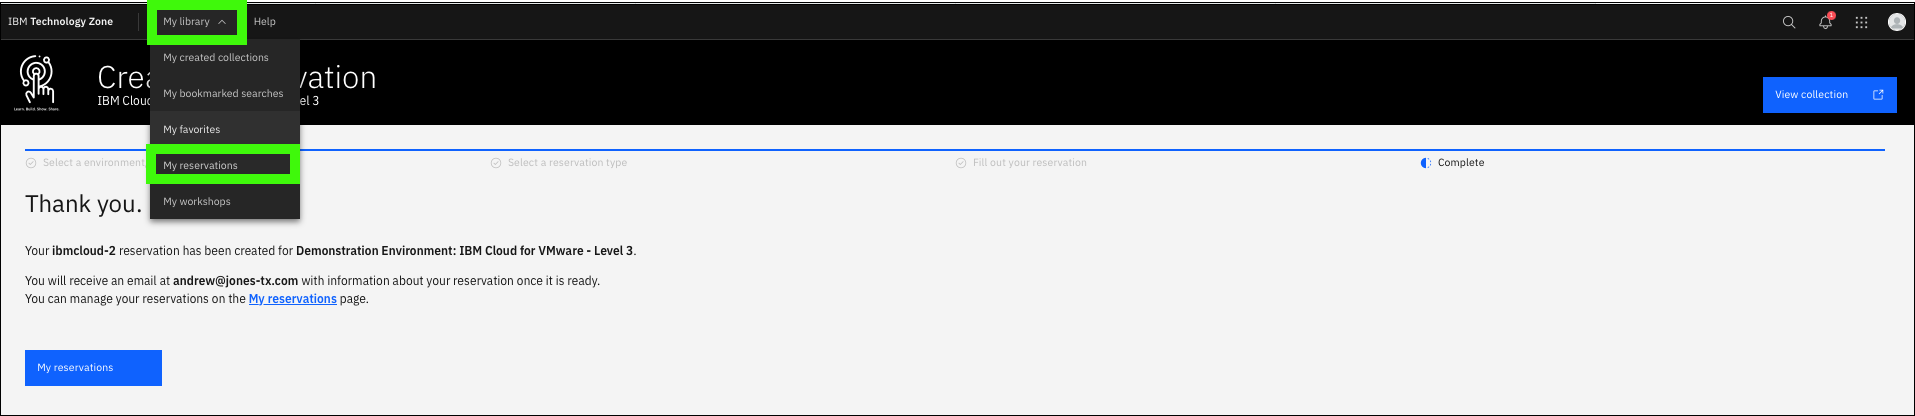 IBM Technology Zone
My library
Help
1
My created collections
My bookmarked searches
My favorites
My reservations
My workshops
Crea
vation
IBM Clou
el 3
Learn. Build. Show. Share.
View collection
Select a environment
Select a reservation type
Fill out your reservation
Complete
Thank you.
Your ibmcloud-2 reservation has been created for Demonstration Environment: IBM Cloud for VMware - Level 3.
You will receive an email at andrew@jones-tx.com with information about your reservation once it is ready.
You can manage your reservations on the My reservations page.
My reservations